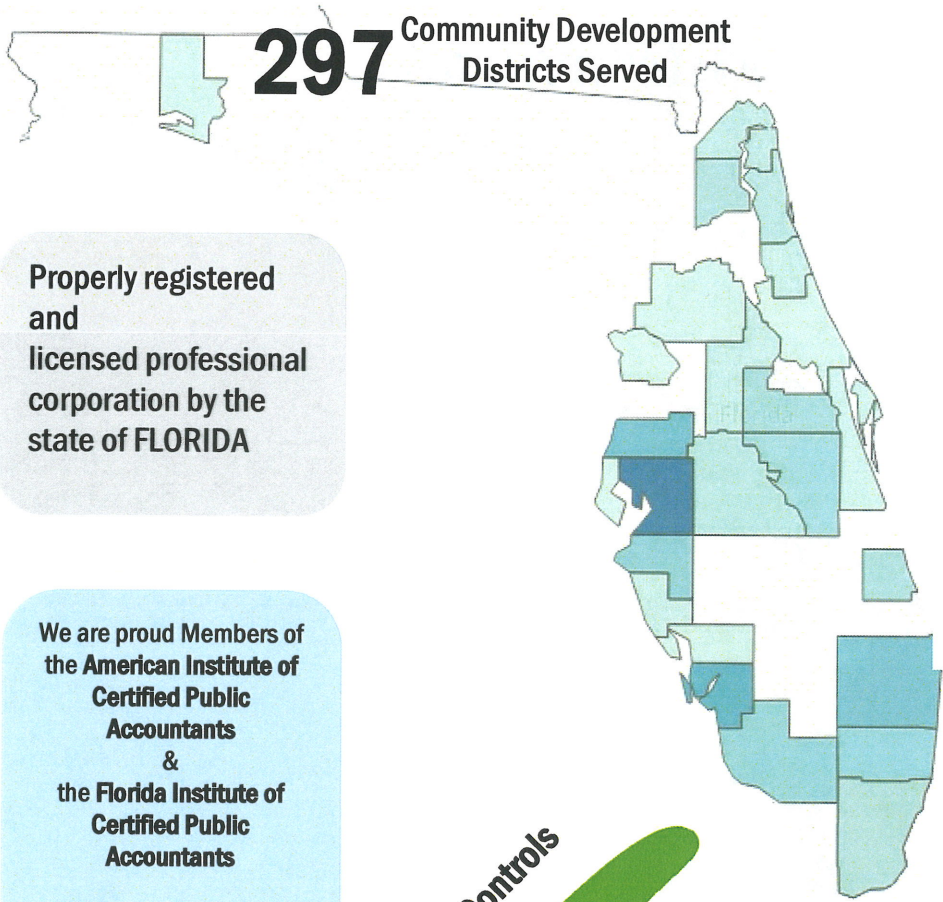 297
Community Development
Districts Served
Properly registered
and
licensed professional
corporation by the
state of FLORIDA
Florida
We are proud Members of
the American Institute of
Certified Public
Accountants
&
the Florida Institute of
Certified Public
Accountants